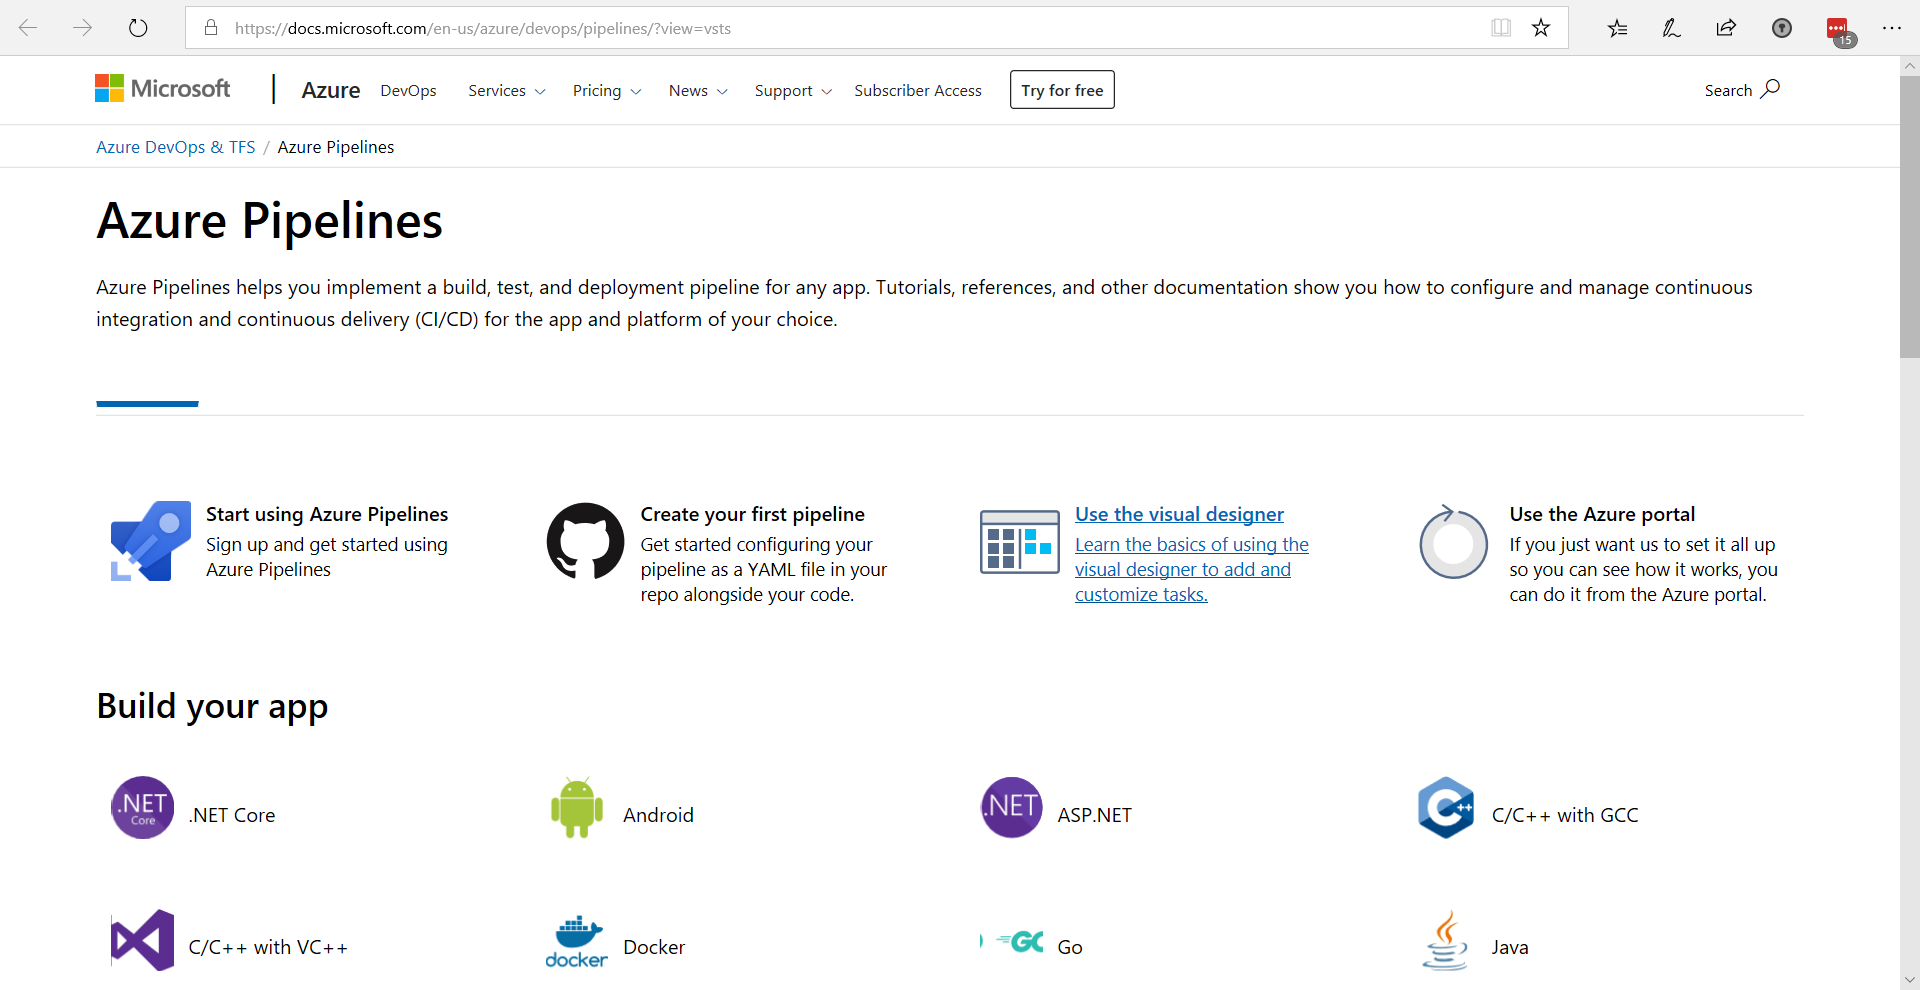 https://docs.microsoft.com/en-us/azure/devops/pipelines/?view=vsts
15
Microsoft
Azure DevOps Services Pricing News Support Subscriber Access Try for free Search
Azure DevOps & TFS / Azure Pipelines
Azure Pipelines
Azure Pipelines helps you implement a build, test, and deployment pipeline for any app. Tutorials, references, and other documentation show you how to configure and manage continuous
integration and continuous delivery (CI/CD) for the app and platform of your choice.
Start using Azure Pipelines
Sign up and get started using
Azure Pipelines
Create your first pipeline
Get started configuring your
pipeline as a YAML file in your
repo alongside your code.
Use the visual designer
Learn the basics of using the
visual designer to add and
customize tasks.
Use the Azure portal
If you just want us to set it all up
so you can see how it works, you
can do it from the Azure portal.
Build your app
.NET
Core
.NET Core
Android
.NET
ASP.NET
C++
C/C++ with GCC
C/C++ with VC++
docker
Docker
GO
Go
Java